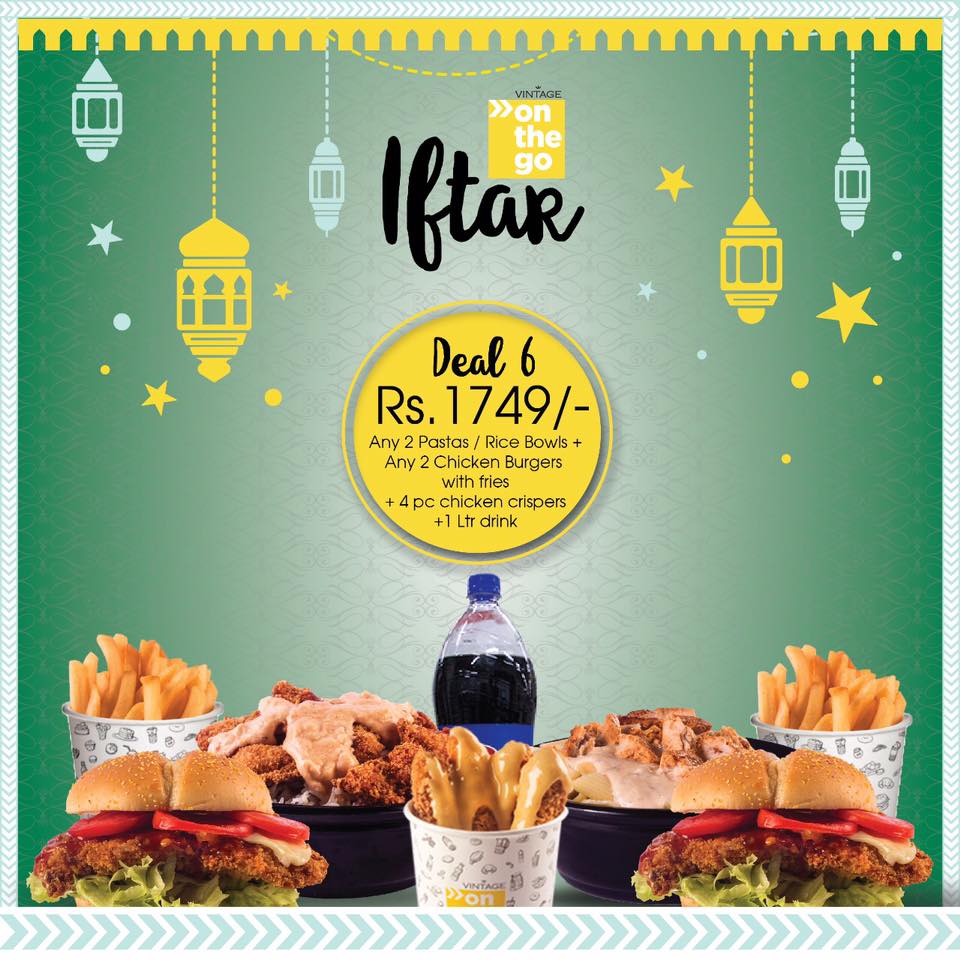 VINTAGE
»on
the
go
Iftar
Deal 6
Rs.1749/-
Any 2 Pastas / Rice Bowls +
Any 2 Chicken Burgers
with fries
+ 4 pc chicken crispers
+1 Ltr drink
VINTAGE
»on